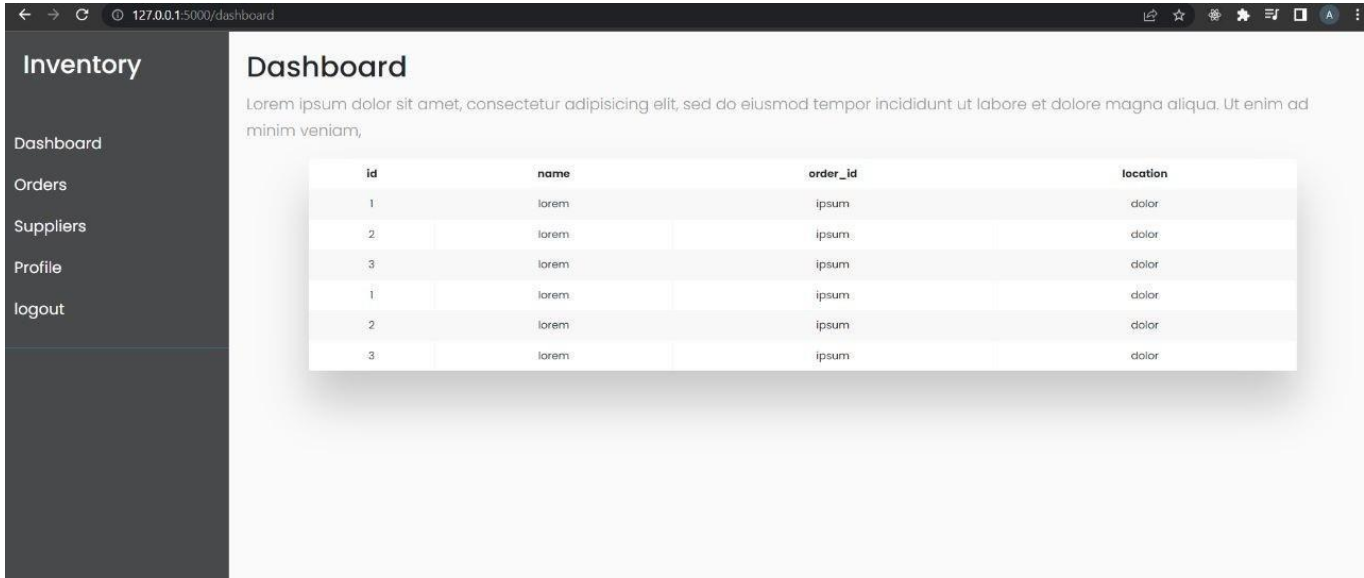 127.0.0.1:5000/dashboard
A
Inventory
Dashboard
Orders
Suppliers
Profile
logout
Dashboard
Lorem ipsum dolor sit amet, consectetur adipisicing elit, sed do eiusmod tempor incididunt ut labore et dolore magna aliqua. Ut enim ad
minim veniam,
id name order_id location
1 lorem ipsum dolor
2 lorem ipsum dolor
3 lorem ipsum dolor
1 lorem ipsum dolor
2 lorem ipsum dolor
3 lorem ipsum dolor